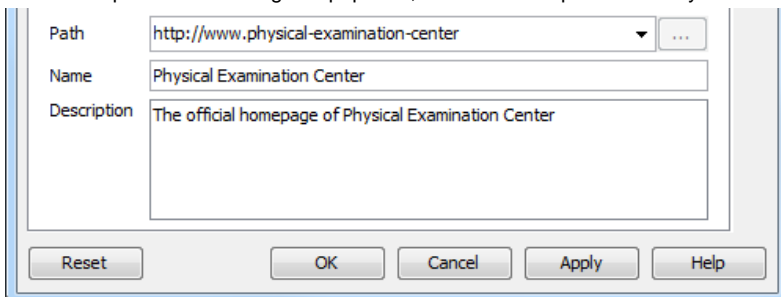 Path http://www.physical-examination-center ...
Name Physical Examination Center
Description The official homepage of Physical Examination Center
Reset OK Cancel Apply Help